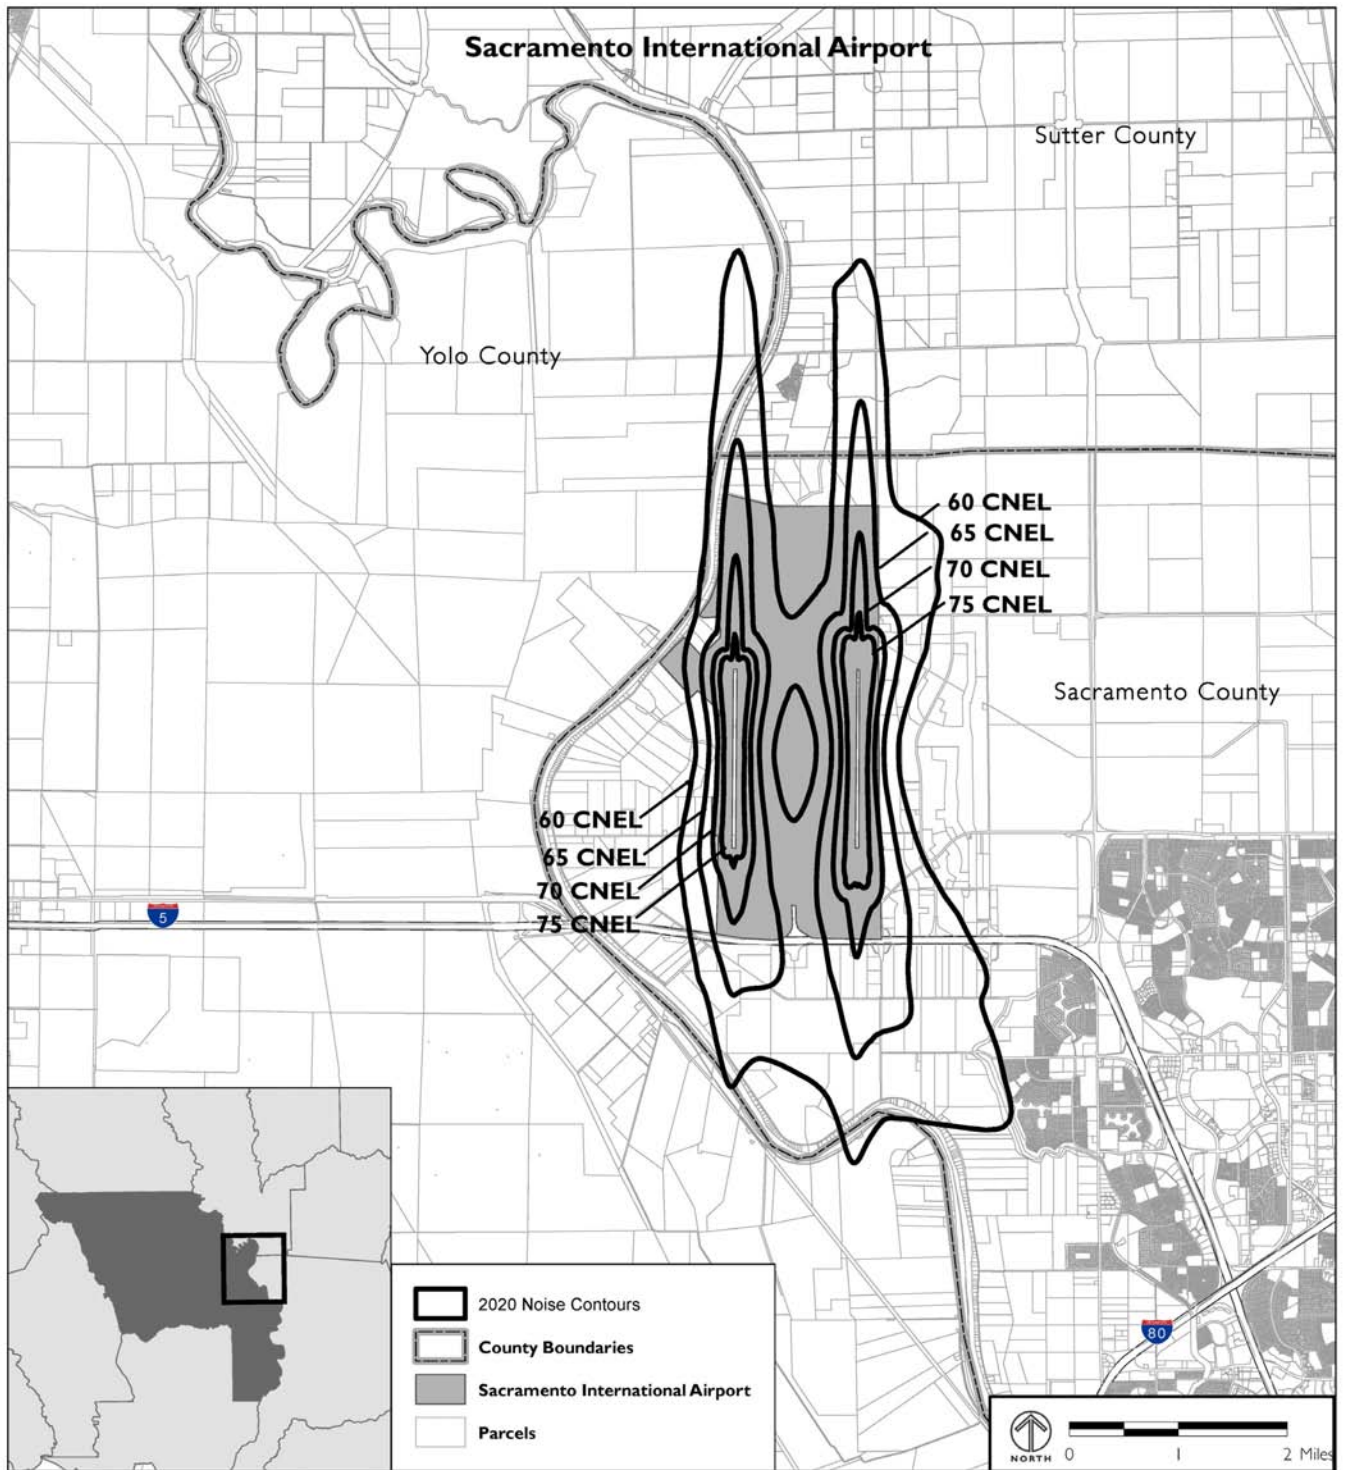 Sacramento International Airport
Sutter County
Yolo County
60 CNEL
65 CNEL
70 CNEL
75 CNEL
Sacramento County
60 CNEL
65 CNEL
70 CNEL
75 CNEL
5
80
2020 Noise Contours
County Boundaries
Sacramento International Airport
Parcels
NORTH
0 1 2 Miles